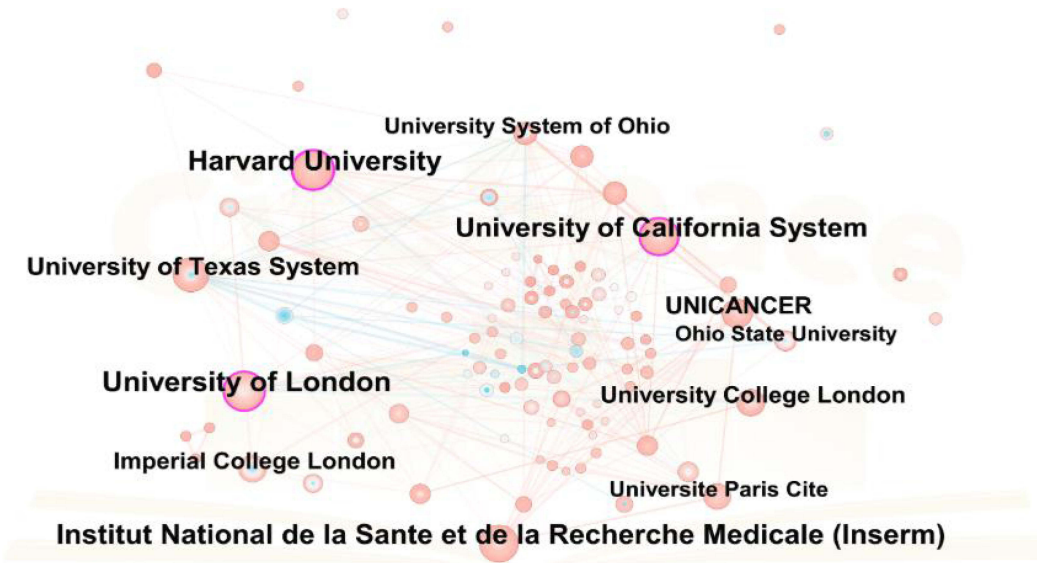 University System of Ohio
Harvard University
University of California System
University of Texas System
UNICANCER
Ohio State University
University of London
University College London
Imperial College London
Universite Paris Cite
Institut National de la Sante et de la Recherche Medicale (Inserm)